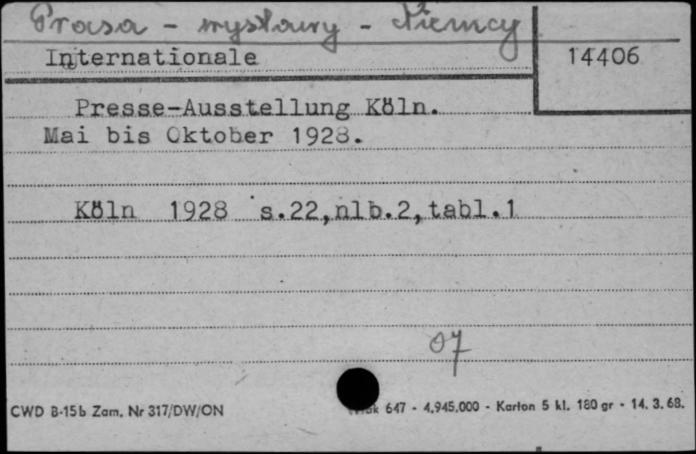 Prasa - wystawy - Niemcy
Internationale
14406
Presse-Ausstellung Köln.
Mai bis Oktober 1928.
Köln 1928 s.22,nlb.2,tabl.1
07
CWD B-15b Zam. Nr 317/DW/ON
647 - 4.945.000 - Karton 5 kl. 180 gr - 14. 3. 68.